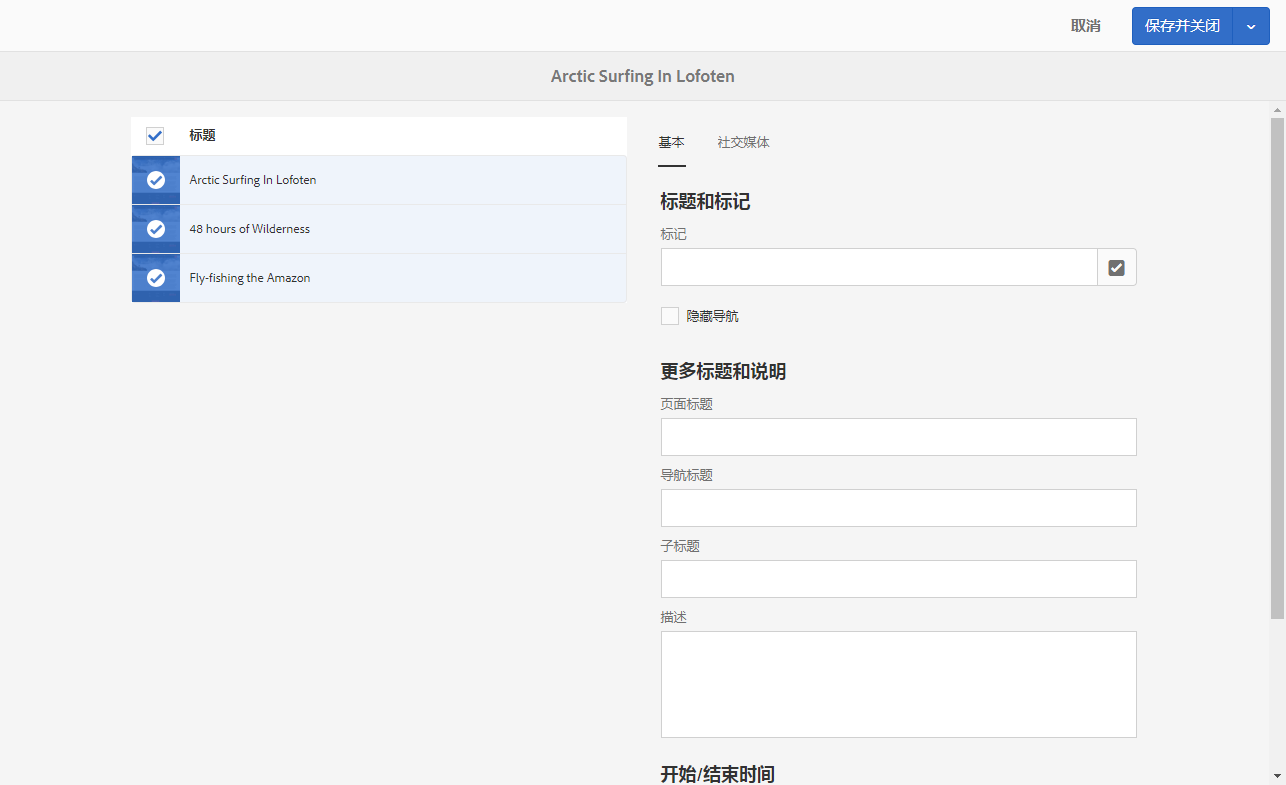 取消
保存并关闭
Arctic Surfing In Lofoten
标题
Arctic Surfing In Lofoten
48 hours of Wilderness
Fly-fishing the Amazon
基本 社交媒体
标题和标记
标记
隐藏导航
更多标题和说明
页面标题
导航标题
子标题
描述
开始/结束时间